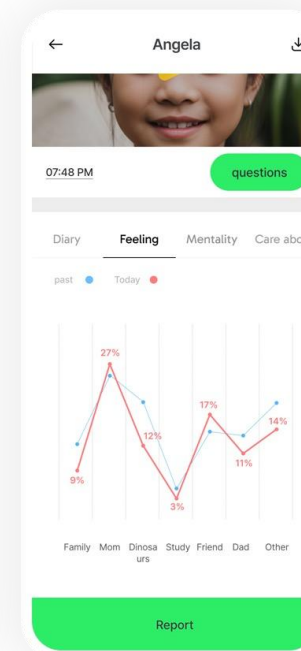 Angela
07:48 PM
questions
Diary Feeling Mentality Care abo
past Today
27%
17%
14%
12%
11%
9%
3%
Family Mom Dinosa Study Friend Dad Other
urs
Report